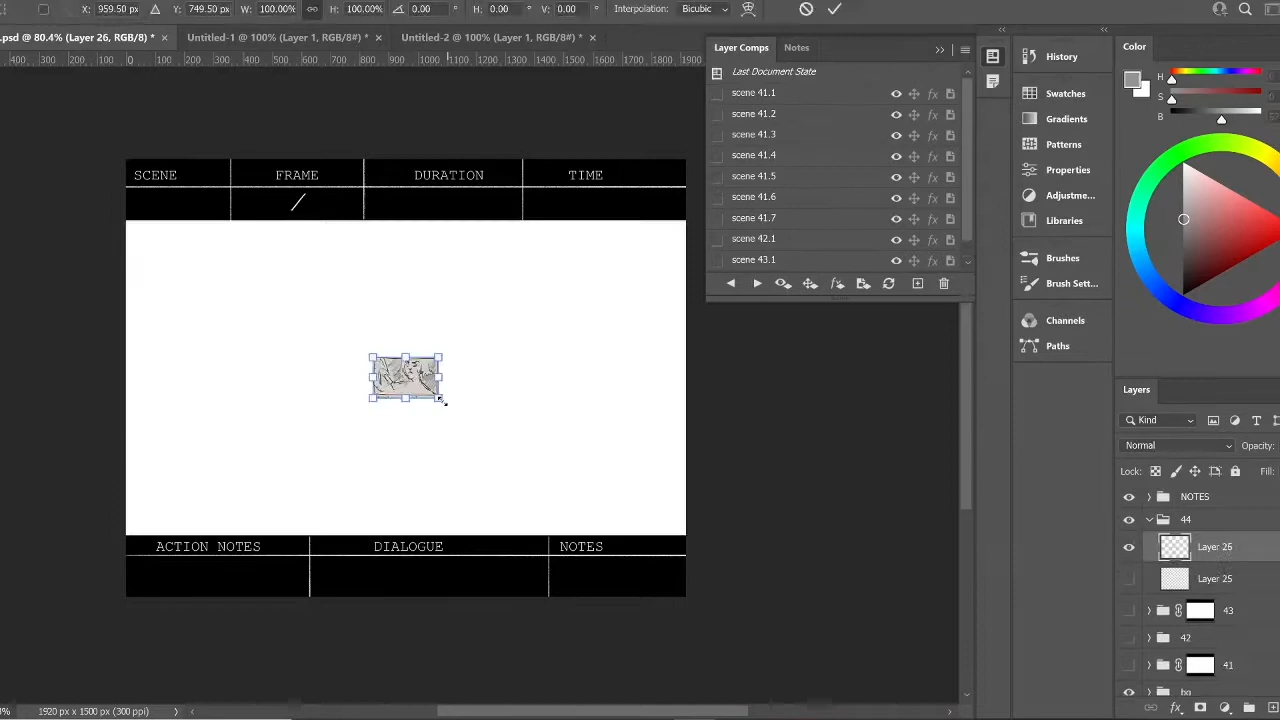 X: 959.50 px Y: 749.50 px W: 100.00% H: 100.00% 0.00 ° H: 0.00 ° V: 0.00 ° Interpolation: Bicubic
.psd @ 80.4% (Layer 26, RGB/8) * × Untitled-1 @ 100% (Layer 1, RGB/8#) * × Untitled-2 @ 100% (Layer 1, RGB/8#) * ×
400 300 200 100 0 100 200 300 400 500 600 700 800 900 1000 1100 1200 1300 1400 1500 1600 1700 1800 1900
SCENE FRAME DURATION TIME
/
ACTION NOTES DIALOGUE NOTES
1920 px x 1500 px (300 ppi)
Layer Comps Notes
Last Document State
scene 41.1
scene 41.2
scene 41.3
scene 41.4
scene 41.5
scene 41.6
scene 41.7
scene 42.1
scene 43.1
History
Swatches
Gradients
Patterns
Properties
Adjustme...
Libraries
Brushes
Brush Sett...
Channels
Paths
Color
H
S
B
Layers
Kind
Normal Opacity:
Lock: Fill:
NOTES
44
Layer 26
Layer 25
43
42
41
bg